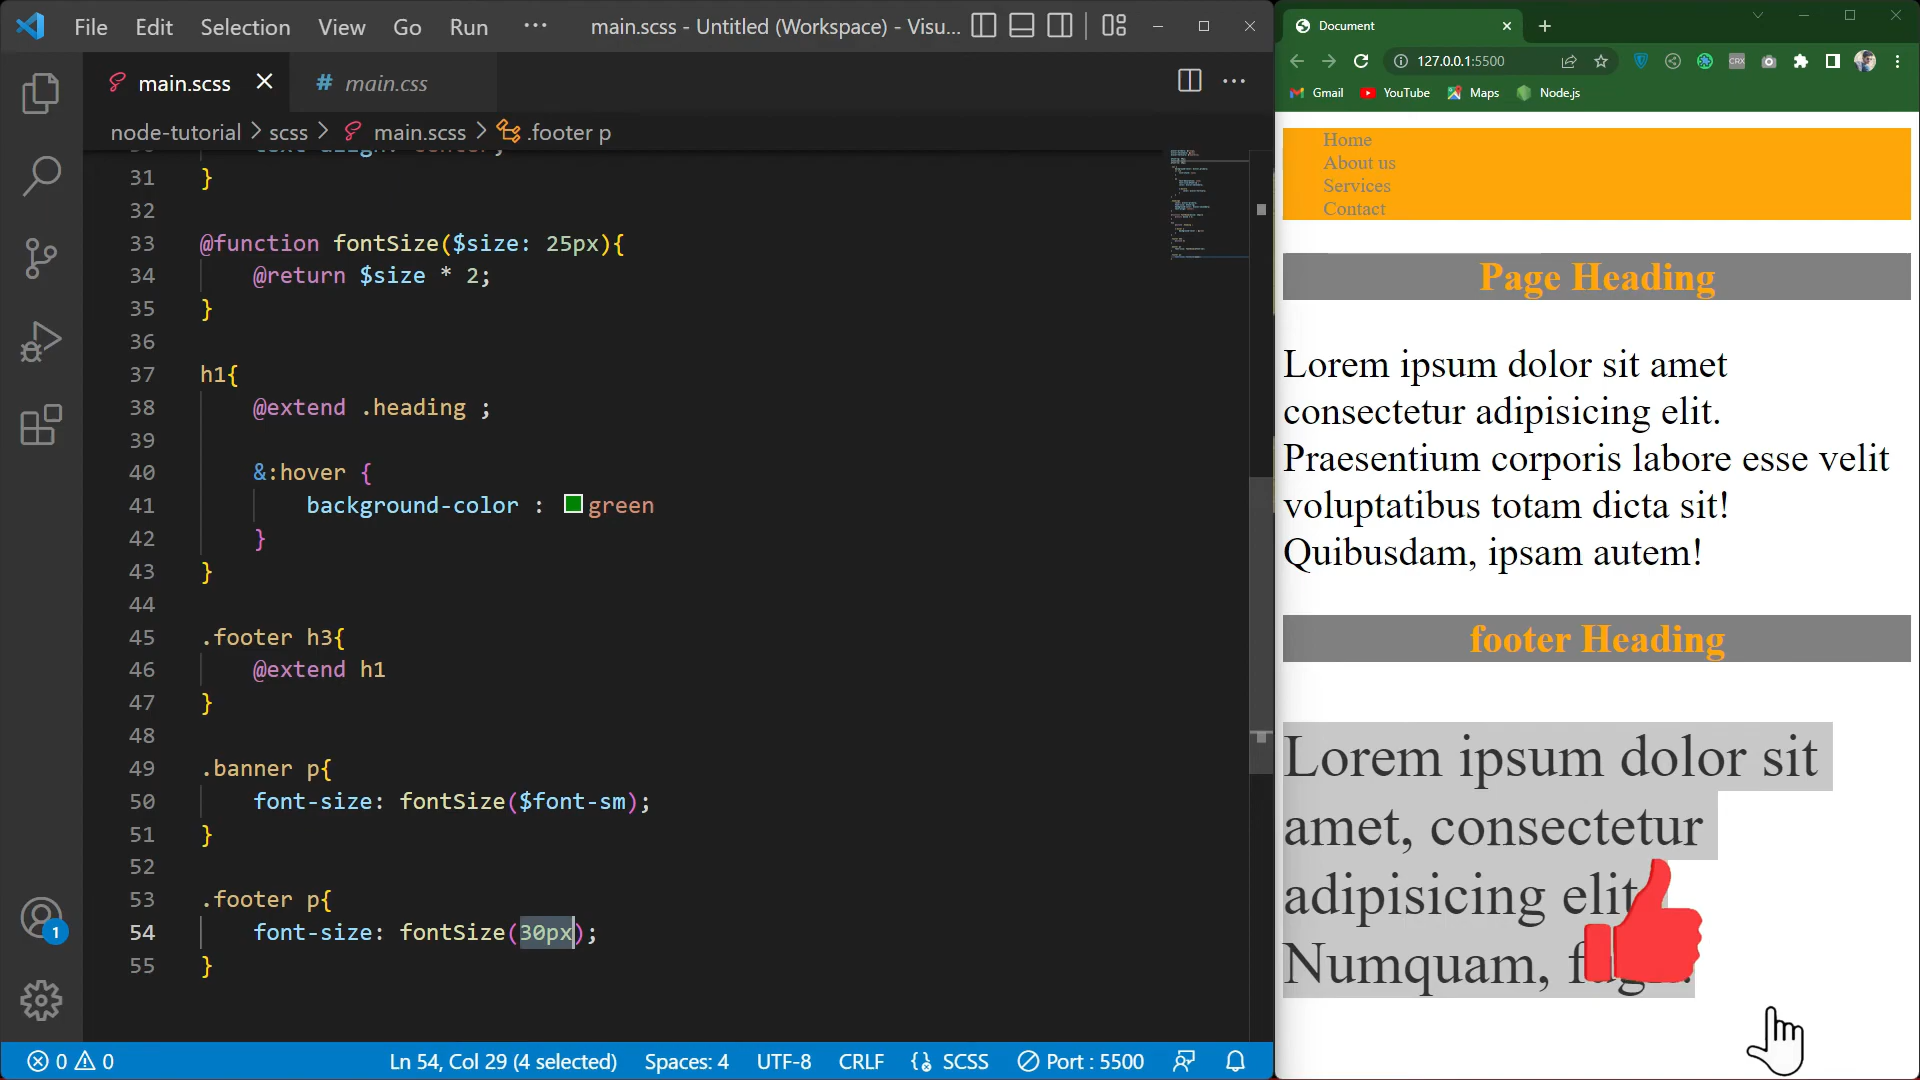 File Edit Selection View Go Run ··· main.scss - Untitled (Workspace) - Visu...
main.scss # main.css
node-tutorial > scss > main.scss > .footer p
31 }
32
33 @function fontSize($size: 25px){
34 @return $size * 2;
35 }
36
37 h1{
38 @extend .heading ;
39
40 &:hover {
41 background-color : green
42 }
43 }
44
45 .footer h3{
46 @extend h1
47 }
48
49 .banner p{
50 font-size: fontSize($font-sm);
51 }
52
53 .footer p{
54 font-size: fontSize(30px);
55 }
1
0 0 Ln 54, Col 29 (4 selected) Spaces: 4 UTF-8 CRLF SCSS Port : 5500
Document
127.0.0.1:5500 CRX
Gmail YouTube Maps Node.js
Home
About us
Services
Contact
Page Heading
Lorem ipsum dolor sit amet
consectetur adipisicing elit.
Praesentium corporis labore esse velit
voluptatibus totam dicta sit!
Quibusdam, ipsam autem!
footer Heading
Lorem ipsum dolor sit
amet, consectetur
adipisicing elit
Numquam,